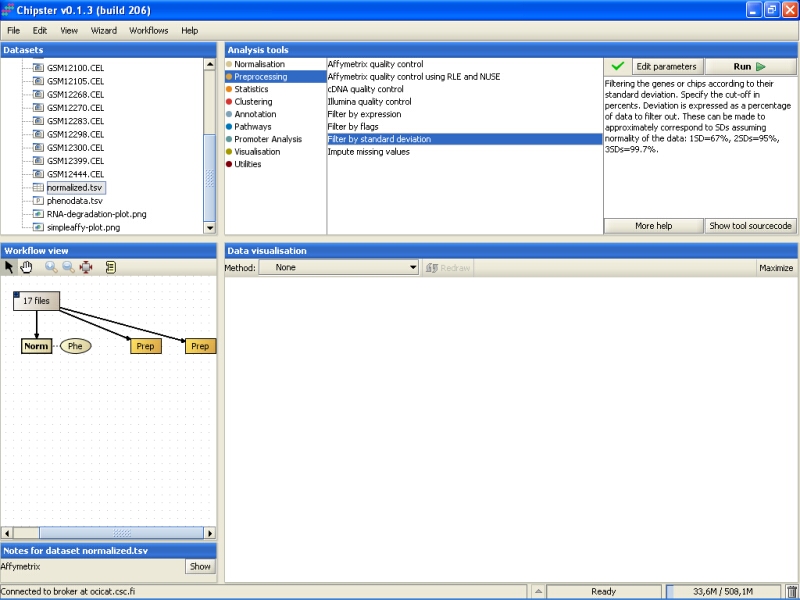 Chipster v0.1.3 (build 206)
File Edit View Wizard Workflows Help
Datasets
GSM12100.CEL
GSM12105.CEL
GSM12268.CEL
GSM12270.CEL
GSM12283.CEL
GSM12298.CEL
GSM12300.CEL
GSM12399.CEL
GSM12444.CEL
normalized.tsv
phenodata.tsv
RNA-degradation-plot.png
simpleaffy-plot.png
Analysis tools
Normalisation
Preprocessing
Statistics
Clustering
Annotation
Pathways
Promoter Analysis
Visualisation
Utilities
Affymetrix quality control
Affymetrix quality control using RLE and NUSE
cDNA quality control
Illumina quality control
Filter by expression
Filter by flags
Filter by standard deviation
Impute missing values
Edit parameters
Run
Filtering the genes or chips according to their
standard deviation. Specify the cut-off in
percents. Deviation is expressed as a percentage
of data to filter out. These can be made to
approximately correspond to SDs assuming
normality of the data: 1SD=67%, 2SDs=95%,
3SDs=99.7%.
More help
Show tool sourcecode
Workflow view
17 files
Norm
Phe
Prep
Prep
Data visualisation
Method: None
Redraw
Maximize
Notes for dataset normalized.tsv
Affymetrix
Show
Connected to broker at ocicat.csc.fi
Ready
33,6M / 508,1M